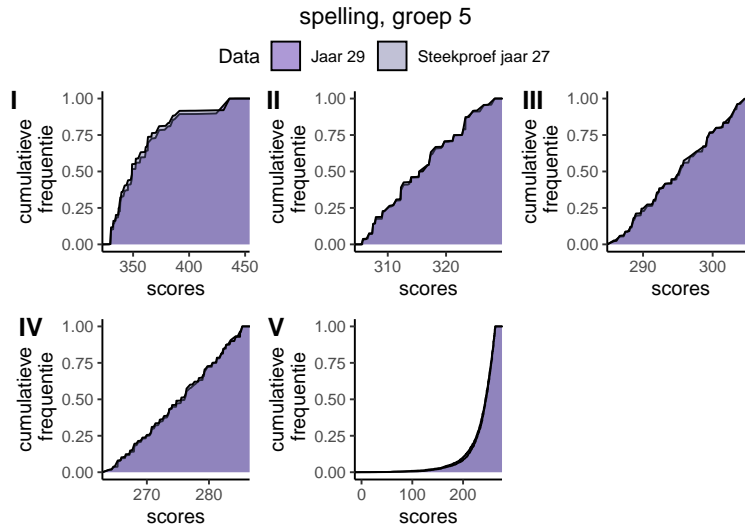 spelling, groep 5
Data Jaar 29 Steekproef jaar 27
I
cumulatieve
frequentie
1.00
0.75
0.50
0.25
0.00
350 400 450
scores
II
cumulatieve
frequentie
1.00
0.75
0.50
0.25
0.00
310 320
scores
III
cumulatieve
frequentie
1.00
0.75
0.50
0.25
0.00
290 300
scores
IV
cumulatieve
frequentie
1.00
0.75
0.50
0.25
0.00
270 280
scores
V
cumulatieve
frequentie
1.00
0.75
0.50
0.25
0.00
0 100 200
scores